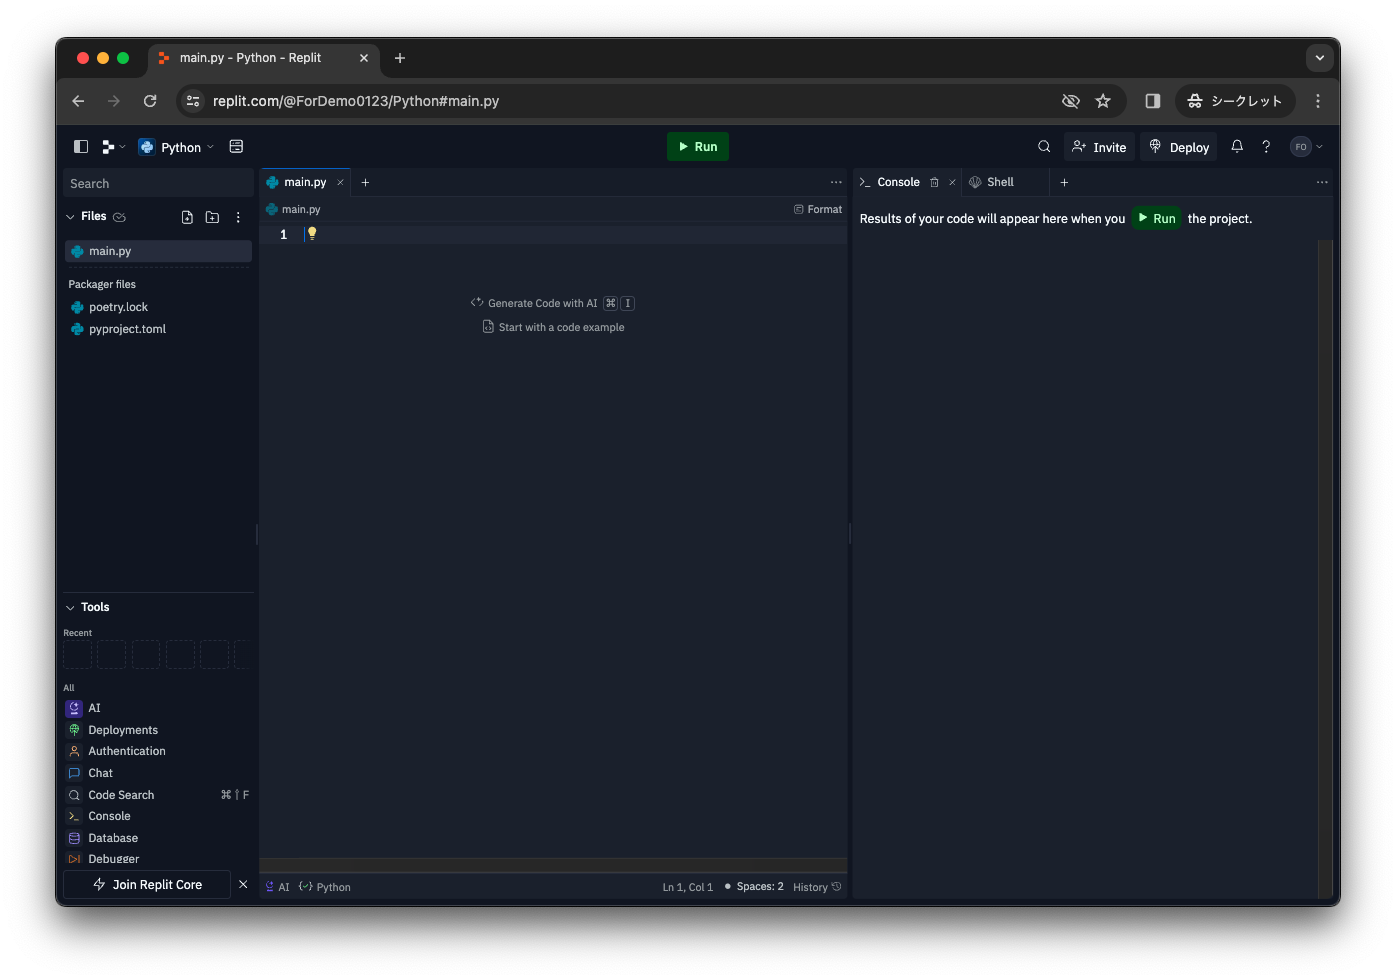 main.py - Python - Replit
replit.com/@ForDemo0123/Python#main.py
シークレット
Python
Run
Invite
Deploy
?
FO
Search
Files
main.py
Packager files
poetry.lock
pyproject.toml
Tools
Recent
All
AI
Deployments
Authentication
Chat
Code Search ⌘ ⇧ F
Console
Database
Debugger
Join Replit Core
main.py
main.py
Format
1
Generate Code with AI ⌘ I
Start with a code example
AI
Python
Ln 1, Col 1
Spaces: 2
History
Console
Shell
Results of your code will appear here when you Run the project.